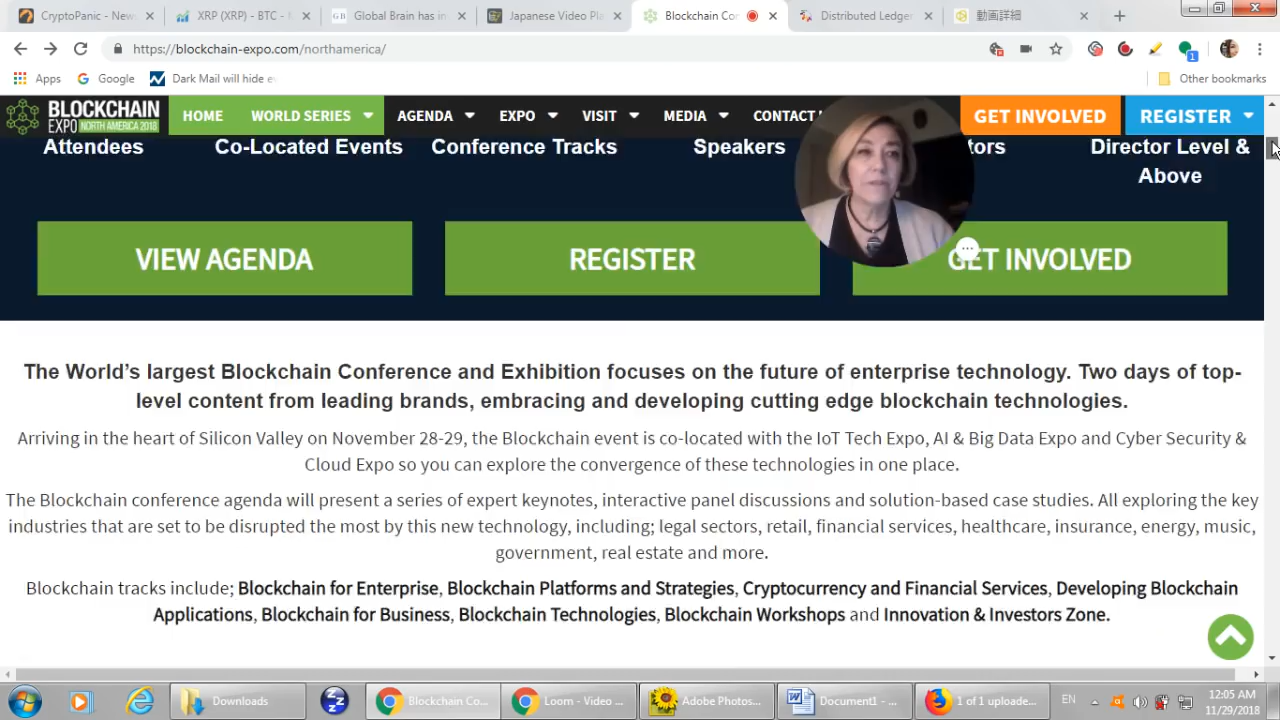 CryptoPanic - New
XRP (XRP) - BTC -
Global Brain has in
Japanese Video Pla
Blockchain Co
Distributed Ledger
動画詳細
https://blockchain-expo.com/northamerica/
Apps
Google
Dark Mail will hide e
Other bookmarks
BLOCKCHAIN
EXPO NORTH AMERICA 2018
HOME
WORLD SERIES
AGENDA
EXPO
VISIT
MEDIA
CONTACT
GET INVOLVED
REGISTER
Attendees
Co-Located Events
Conference Tracks
Speakers
tors
Director Level &
Above
VIEW AGENDA
REGISTER
GET INVOLVED
The World's largest Blockchain Conference and Exhibition focuses on the future of enterprise technology. Two days of top-
level content from leading brands, embracing and developing cutting edge blockchain technologies.
Arriving in the heart of Silicon Valley on November 28-29, the Blockchain event is co-located with the IoT Tech Expo, AI & Big Data Expo and Cyber Security &
Cloud Expo so you can explore the convergence of these technologies in one place.
The Blockchain conference agenda will present a series of expert keynotes, interactive panel discussions and solution-based case studies. All exploring the key
industries that are set to be disrupted the most by this new technology, including; legal sectors, retail, financial services, healthcare, insurance, energy, music,
government, real estate and more.
Blockchain tracks include; Blockchain for Enterprise, Blockchain Platforms and Strategies, Cryptocurrency and Financial Services, Developing Blockchain
Applications, Blockchain for Business, Blockchain Technologies, Blockchain Workshops and Innovation & Investors Zone.
Downloads
Blockchain Co...
Loom - Video ...
Adobe Photos...
Document1 - ...
1 of 1 uploade...
EN
12:05 AM
11/29/2018